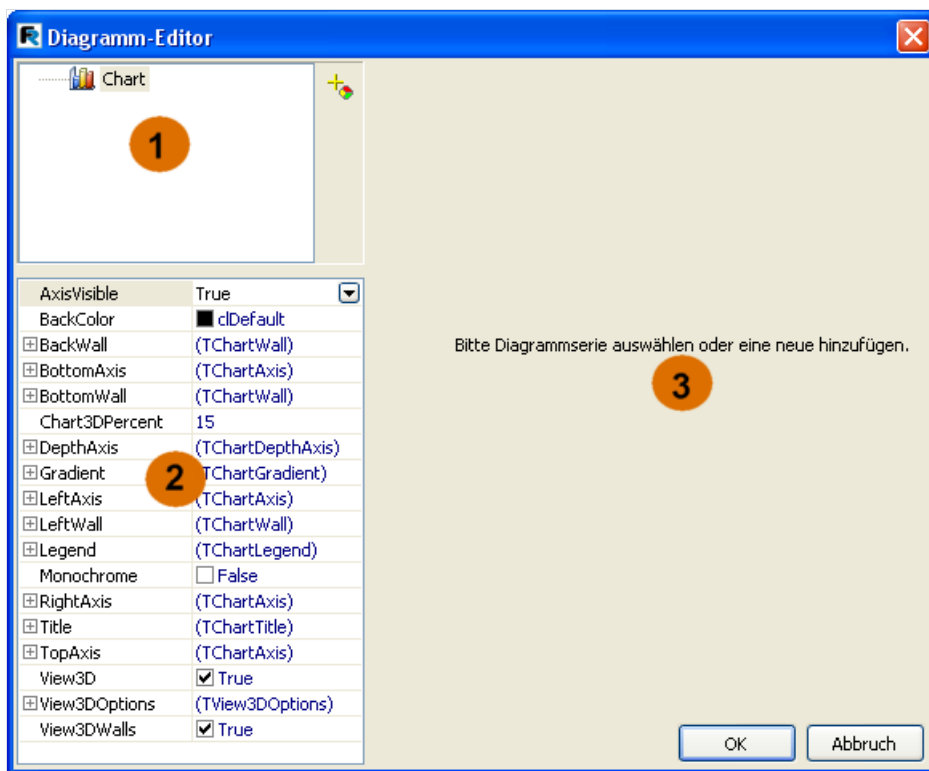 Diagramm-Editor
Chart
1
AxisVisible True
BackColor clDefault
BackWall (TChartWall)
BottomAxis (TChartAxis)
BottomWall (TChartWall)
Chart3DPercent 15
DepthAxis (TChartDepthAxis)
Gradient TChartGradient)
LeftAxis (TChartAxis)
LeftWall (TChartWall)
Legend (TChartLegend)
Monochrome False
RightAxis (TChartAxis)
Title (TChartTitle)
TopAxis (TChartAxis)
View3D True
View3DOptions (TView3DOptions)
View3DWalls True
2
Bitte Diagrammserie auswählen oder eine neue hinzufügen.
3
OK Abbruch